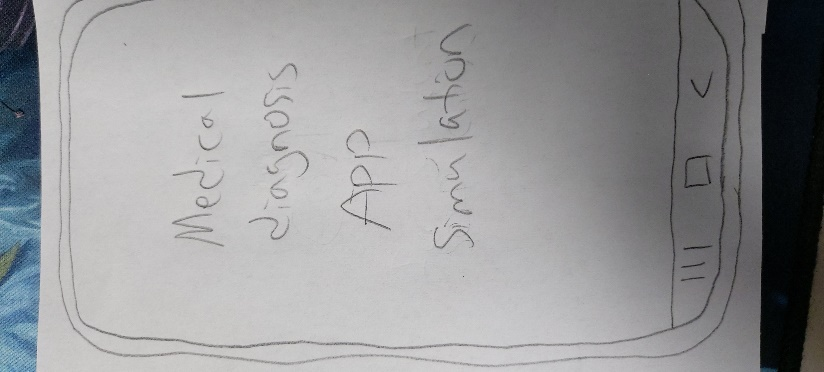 Medical
diagnosis
App
Simulation